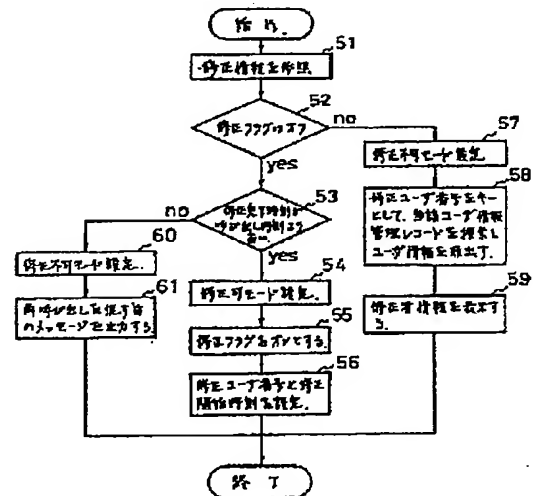 開始
51
修正情報を参照
52
修正フラグはオフ
no
yes
57
修正不可モード設定
58
修正ユーザ番号をキー
として、当該ユーザ情報
管理レコードを検索し
ユーザ情報を取出す。
59
修正者情報を表示す
る。
53
修正完了時刻が
呼び出し時刻より
古い
no
yes
60
修正不可モード設定.
61
再呼び出しを促す旨
のメッセージを出力する.
54
修正可モード設定.
55
修正フラグをオンとする.
56
修正ユーザ番号と修正
開始時刻を設定.
終了